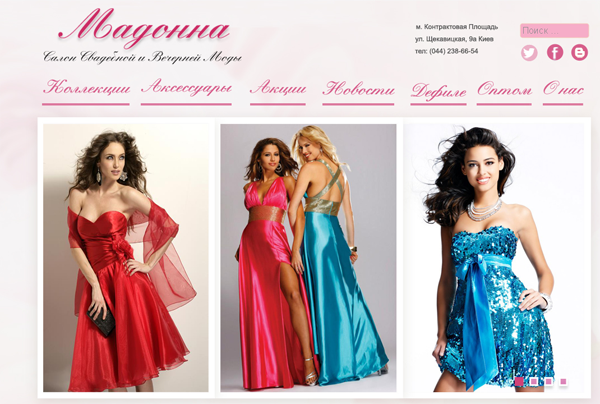 Мадонна
Салон Свадебной и Вечерней Моды
м. Контрактовая Площадь
ул. Щекавицкая, 9а Киев
тел: (044) 238-66-54
Поиск
Коллекции Аксессуары Акции Новости Дефиле Оптом О нас